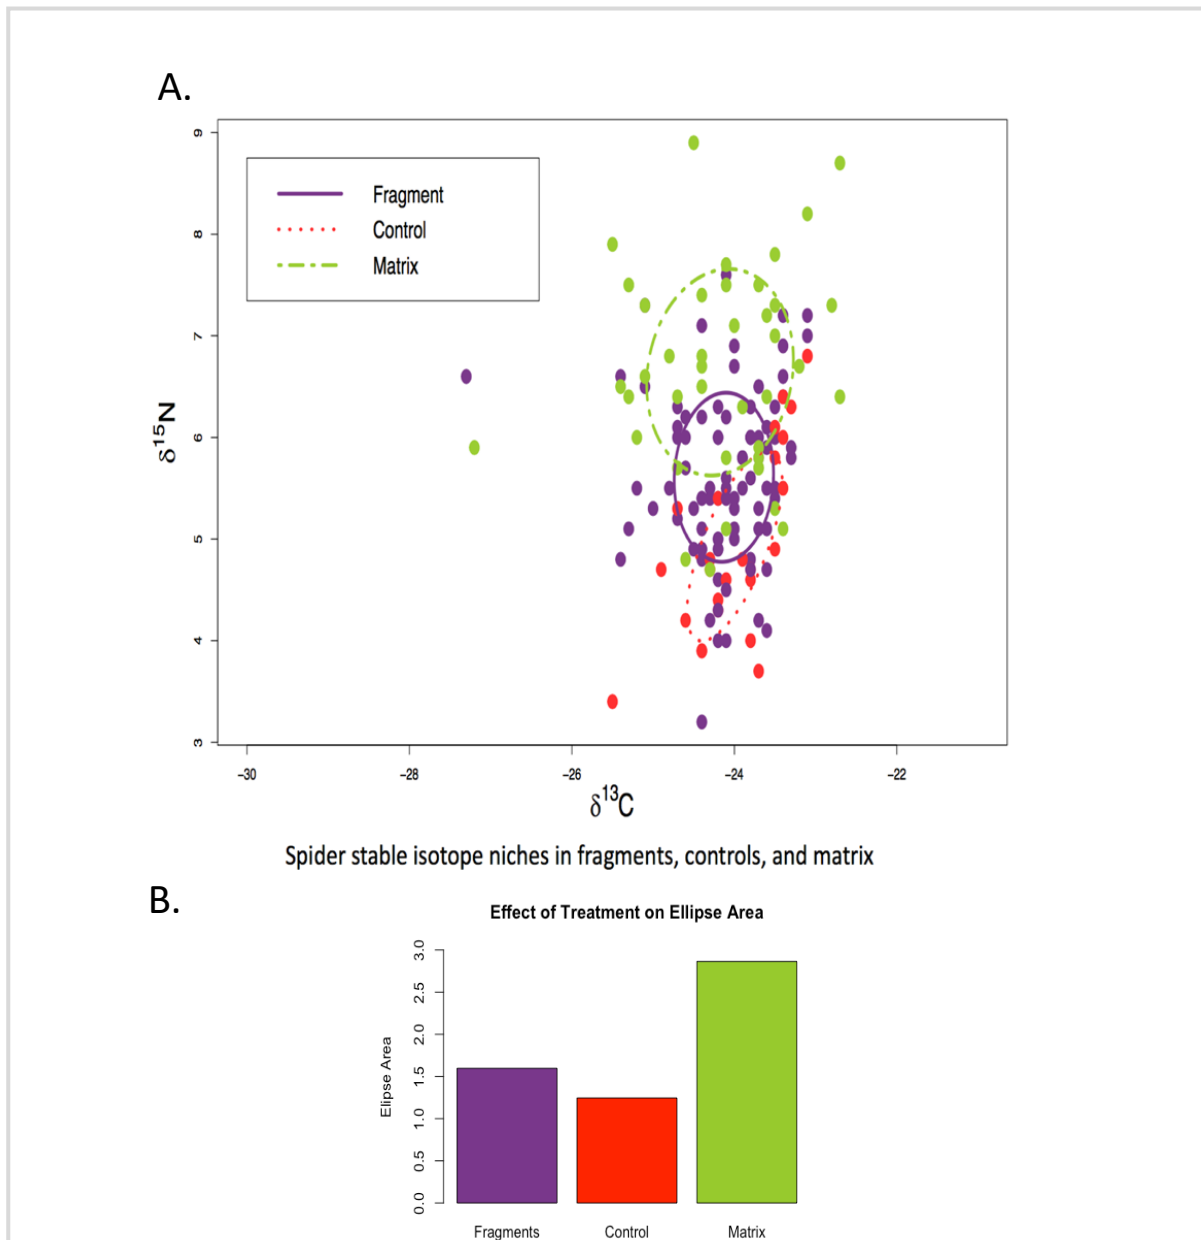 A.
9
8
7
6
5
4
3
δ15N
Fragment
Control
Matrix
−30 −28 −26 −24 −22
δ13C
Spider stable isotope niches in fragments, controls, and matrix
B.
Effect of Treatment on Ellipse Area
3.0
2.5
2.0
1.5
1.0
0.5
0.0
Elipse Area
Fragments Control Matrix